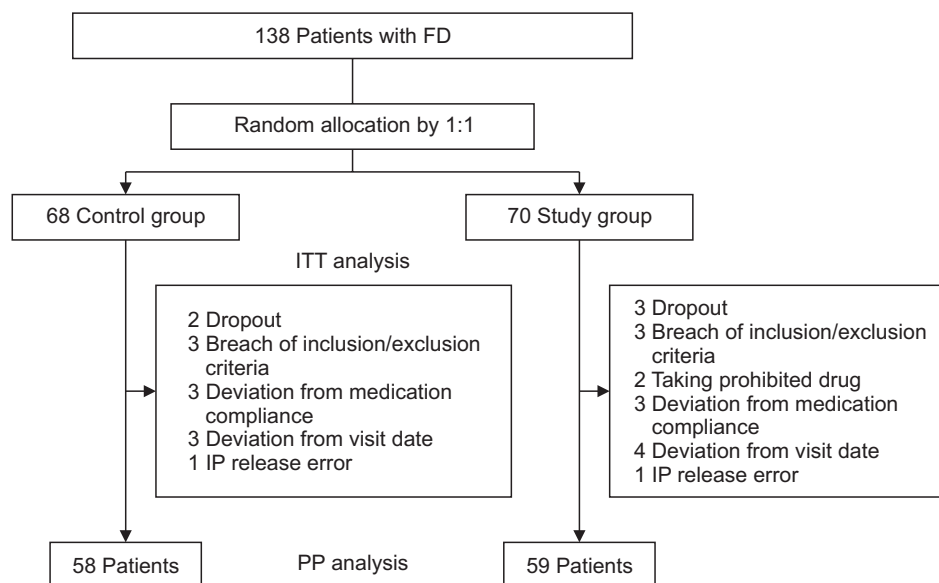 138 Patients with FD
Random allocation by 1:1
68 Control group
70 Study group
ITT analysis
2 Dropout
3 Breach of inclusion/exclusion
criteria
3 Deviation from medication
compliance
3 Deviation from visit date
1 IP release error
3 Dropout
3 Breach of inclusion/exclusion
criteria
2 Taking prohibited drug
3 Deviation from medication
compliance
4 Deviation from visit date
1 IP release error
58 Patients
PP analysis
59 Patients